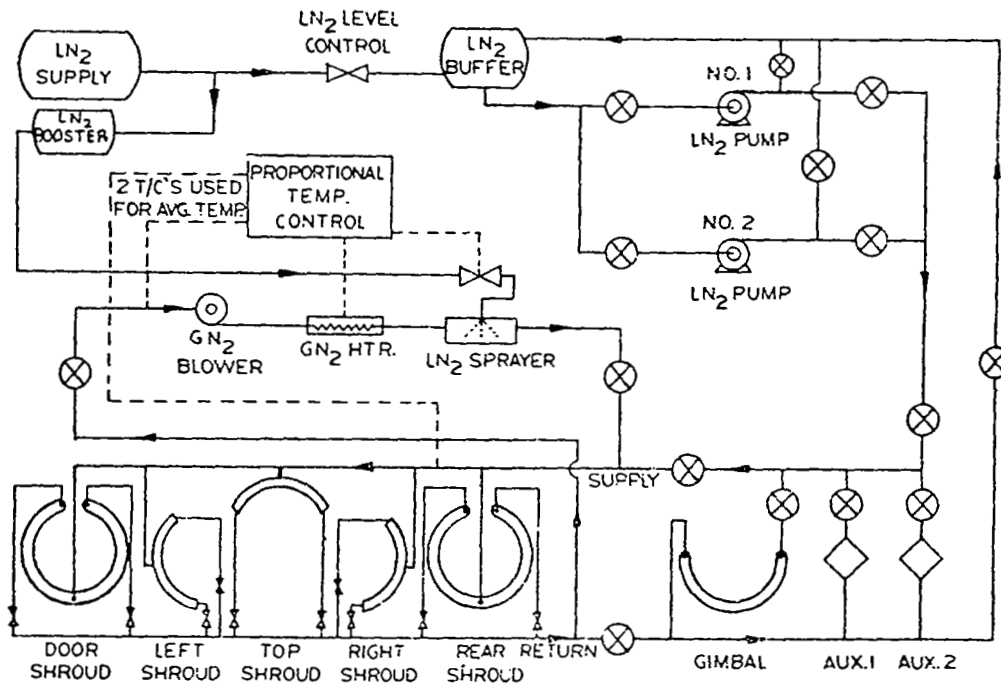 LN2 LEVEL
CONTROL
LN2
SUPPLY
LN2
BUFFER
LN2
BOOSTER
NO.1
LN2 PUMP
2 T/C'S USED
FOR AVG. TEMP.
PROPORTIONAL
TEMP.
CONTROL
NO. 2
LN2 PUMP
GN2
BLOWER
GN2 HTR.
LN2 SPRAYER
SUPPLY
DOOR
SHROUD
LEFT
SHROUD
TOP
SHROUD
RIGHT
SHROUD
REAR
SHROUD
RETURN
GIMBAL
AUX.1
AUX. 2